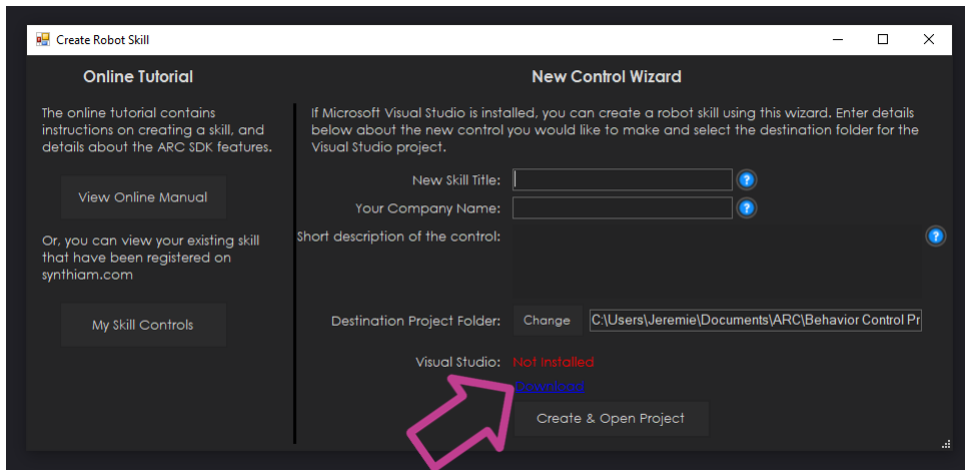 Create Robot Skill
Online Tutorial
The online tutorial contains
instructions on creating a skill, and
details about the ARC SDK features.
View Online Manual
Or, you can view your existing skill
that have been registered on
synthiam.com
My Skill Controls
New Control Wizard
If Microsoft Visual Studio is installed, you can create a robot skill using this wizard. Enter details
below about the new control you would like to make and select the destination folder for the
Visual Studio project.
New Skill Title:
Your Company Name:
Short description of the control:
Destination Project Folder: Change C:\Users\Jeremie\Documents\ARC\Behavior Control Pr
Visual Studio: Not Installed
Download
Create & Open Project